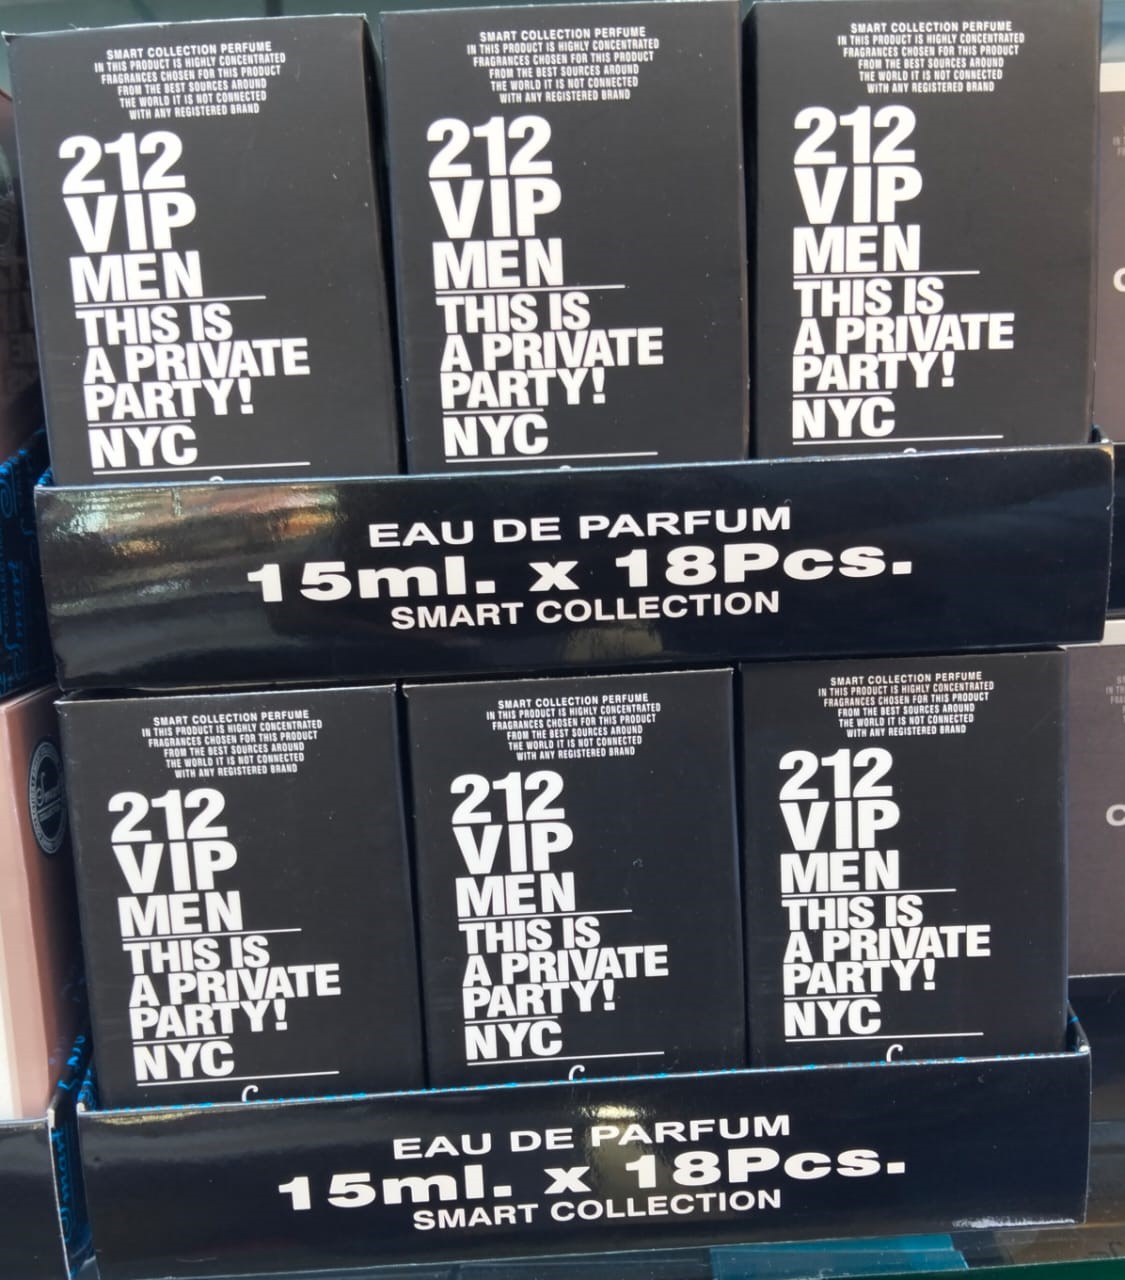 SMART COLLECTION PERFUME
IN THIS PRODUCT IS HIGHLY CONCENTRATED
FRAGRANCES CHOSEN FOR THIS PRODUCT
FROM THE BEST SOURCES AROUND
THE WORLD IT IS NOT CONNECTED
WITH ANY REGISTERED BRAND
212
VIP
MEN
THIS IS
A PRIVATE
PARTY!
NYC
SMART COLLECTION PERFUME
IN THIS PRODUCT IS HIGHLY CONCENTRATED
FRAGRANCES CHOSEN FOR THIS PRODUCT
FROM THE BEST SOURCES AROUND
THE WORLD IT IS NOT CONNECTED
WITH ANY REGISTERED BRAND
212
VIP
MEN
THIS IS
A PRIVATE
PARTY!
NYC
SMART COLLECTION PERFUME
IN THIS PRODUCT IS HIGHLY CONCENTRATED
FRAGRANCES CHOSEN FOR THIS PRODUCT
FROM THE BEST SOURCES AROUND
THE WORLD IT IS NOT CONNECTED
WITH ANY REGISTERED BRAND
212
VIP
MEN
THIS IS
A PRIVATE
PARTY!
NYC
EAU DE PARFUM
15ml. x 18Pcs.
SMART COLLECTION
SMART COLLECTION PERFUME
IN THIS PRODUCT IS HIGHLY CONCENTRATED
FRAGRANCES CHOSEN FOR THIS PRODUCT
FROM THE BEST SOURCES AROUND
THE WORLD IT IS NOT CONNECTED
WITH ANY REGISTERED BRAND
212
VIP
MEN
THIS IS
A PRIVATE
PARTY!
NYC
SMART COLLECTION PERFUME
IN THIS PRODUCT IS HIGHLY CONCENTRATED
FRAGRANCES CHOSEN FOR THIS PRODUCT
FROM THE BEST SOURCES AROUND
THE WORLD IT IS NOT CONNECTED
WITH ANY REGISTERED BRAND
212
VIP
MEN
THIS IS
A PRIVATE
PARTY!
NYC
SMART COLLECTION PERFUME
IN THIS PRODUCT IS HIGHLY CONCENTRATED
FRAGRANCES CHOSEN FOR THIS PRODUCT
FROM THE BEST SOURCES AROUND
THE WORLD IT IS NOT CONNECTED
WITH ANY REGISTERED BRAND
212
VIP
MEN
THIS IS
A PRIVATE
PARTY!
NYC
EAU DE PARFUM
15ml. x 18Pcs.
SMART COLLECTION